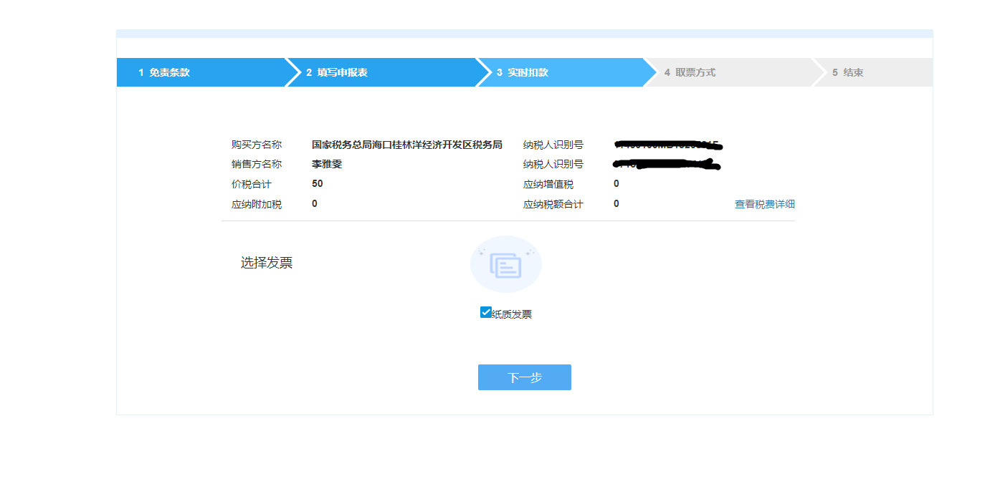 1 免责条款 2 填写申报表 3 实时扣款 4 取票方式 5 结束
购买方名称 国家税务总局海口桂林洋经济开发区税务局 纳税人识别号
销售方名称 李雅雯 纳税人识别号
价税合计 50 应纳增值税 0
应纳附加税 0 应纳税额合计 0 查看税费详细
选择发票
纸质发票
下一步